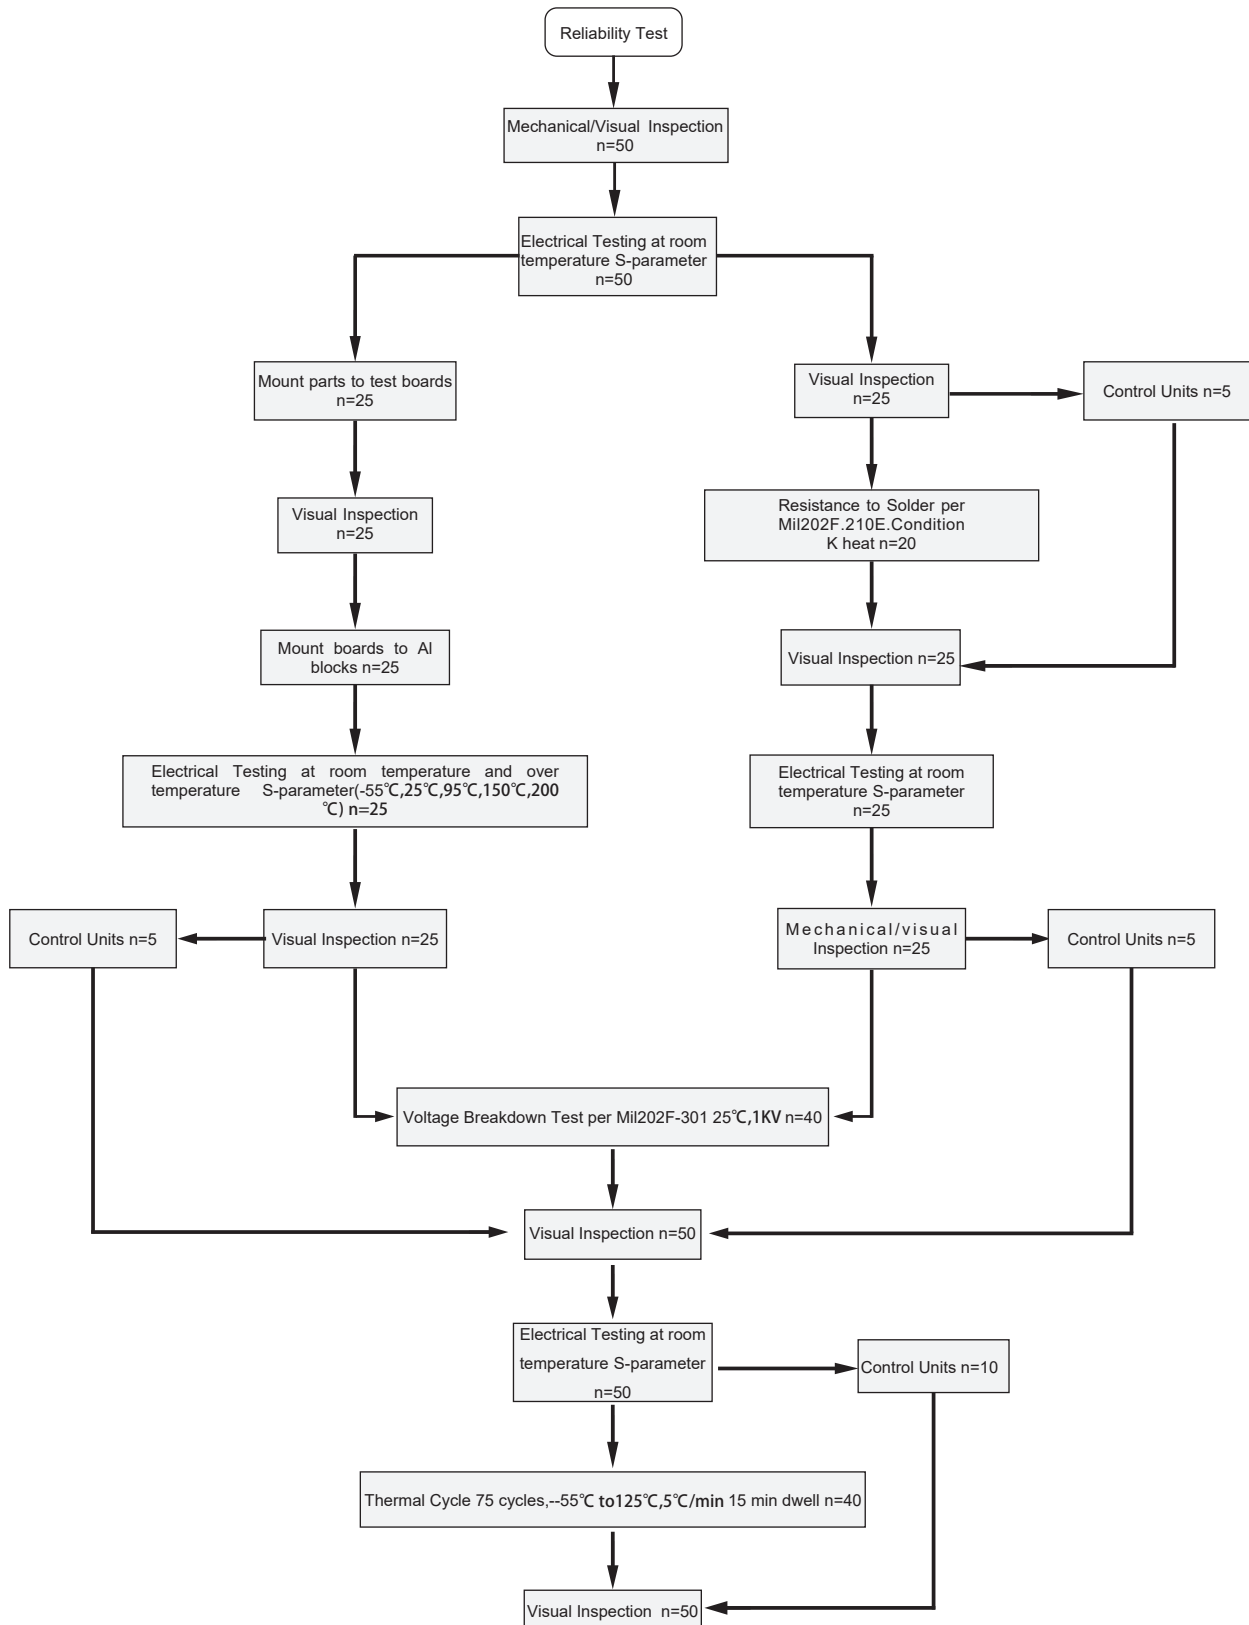 Reliability Test
Mechanical/Visual Inspection
n=50
Electrical Testing at room
temperature S-parameter
n=50
Mount parts to test boards
n=25
Visual Inspection
n=25
Control Units n=5
Visual Inspection
n=25
Resistance to Solder per
Mil202F.210E.Condition
K heat n=20
Mount boards to Al
blocks n=25
Visual Inspection n=25
Electrical Testing at room temperature and over
temperature S-parameter(-55℃,25℃,95℃,150℃,200
℃) n=25
Electrical Testing at room
temperature S-parameter
n=25
Control Units n=5
Visual Inspection n=25
Mechanical/visual
Inspection n=25
Control Units n=5
Voltage Breakdown Test per Mil202F-301 25℃,1KV n=40
Visual Inspection n=50
Electrical Testing at room
temperature S-parameter
n=50
Control Units n=10
Thermal Cycle 75 cycles,--55℃ to125℃,5℃/min 15 min dwell n=40
Visual Inspection n=50